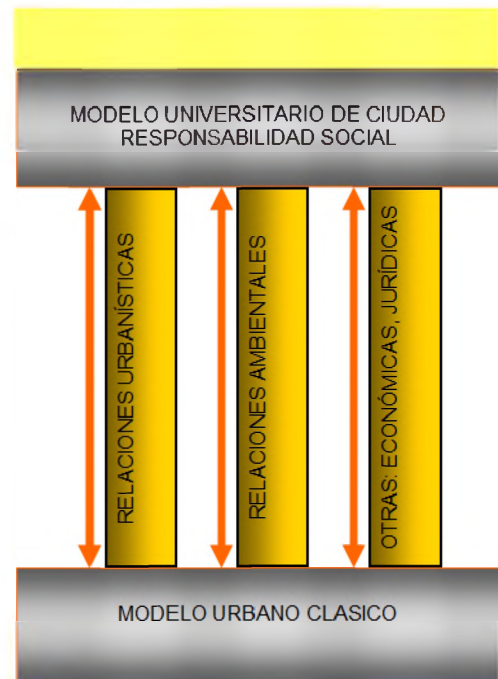 MODELO UNIVERSITARIO DE CIUDAD
RESPONSABILIDAD SOCIAL
RELACIONES URBANÍSTICAS
RELACIONES AMBIENTALES
OTRAS: ECONÓMICAS, JURÍDICAS
MODELO URBANO CLASICO